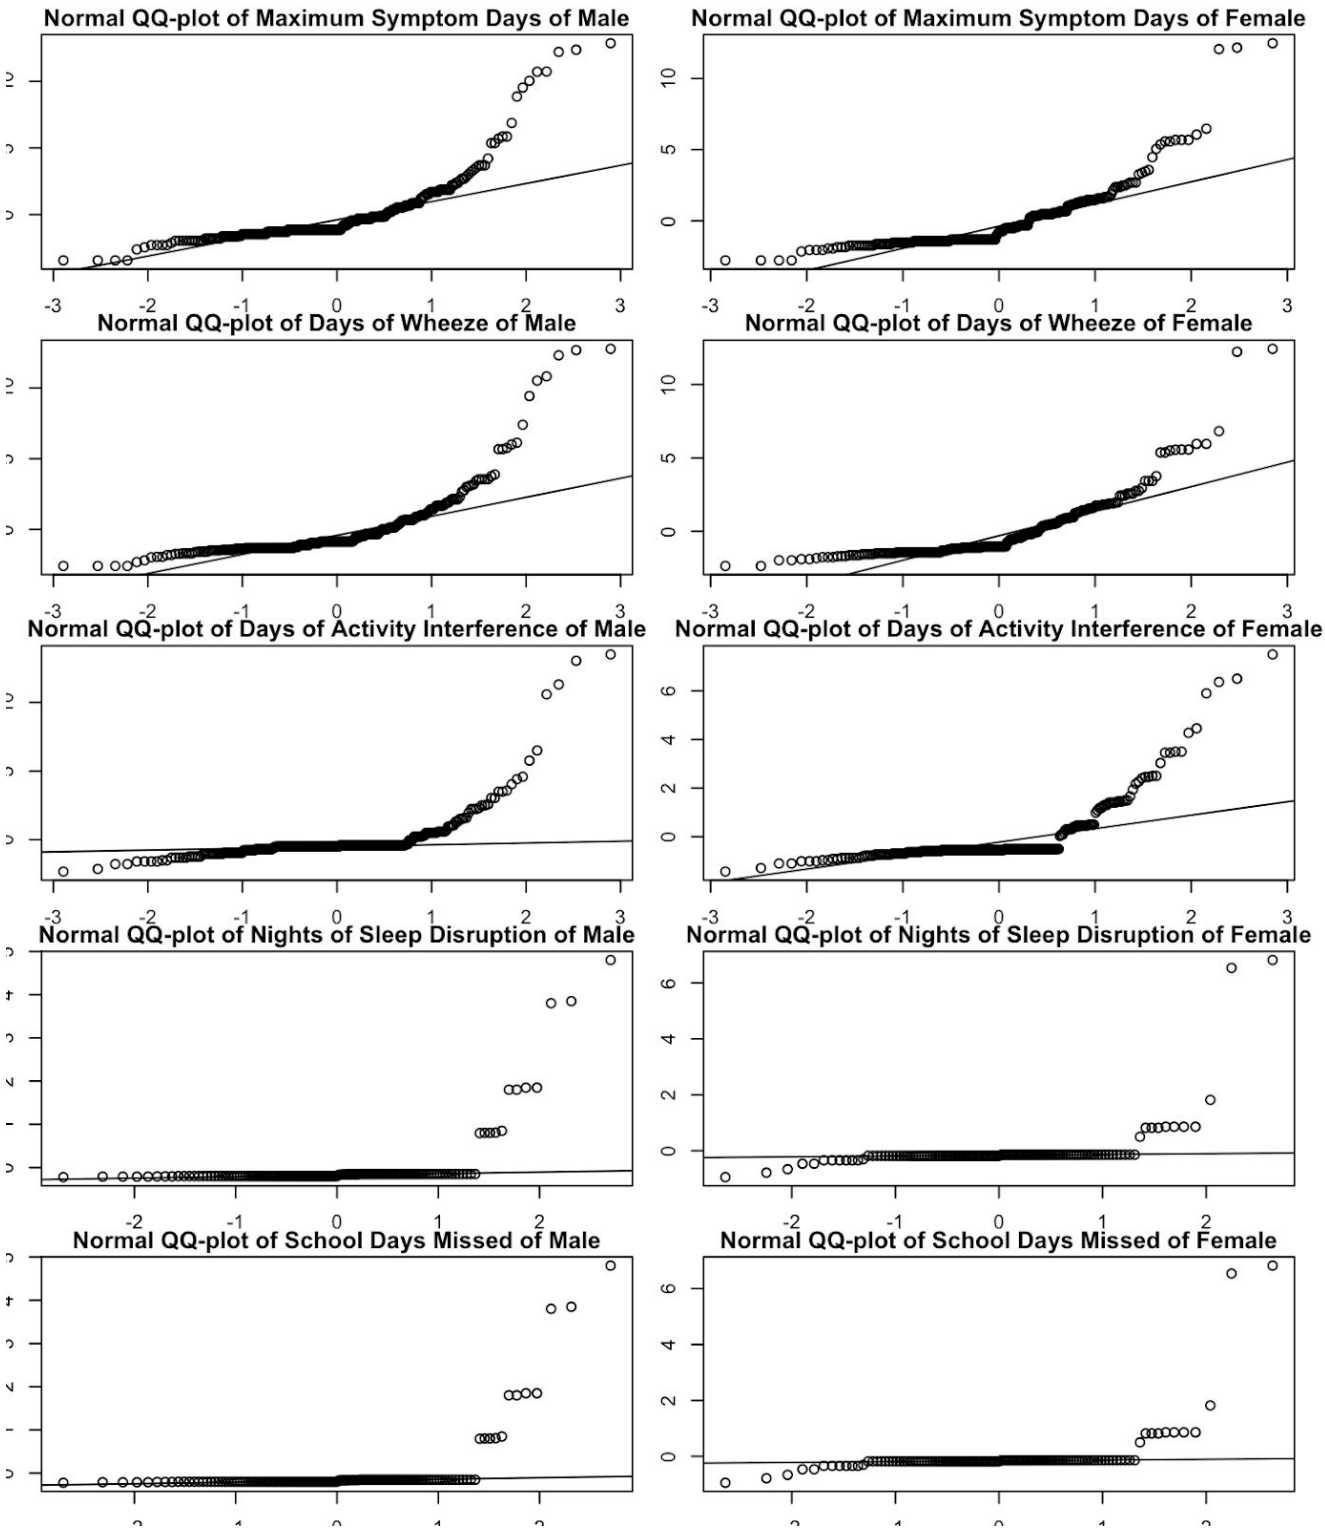 Normal QQ-plot of Maximum Symptom Days of Male
Normal QQ-plot of Maximum Symptom Days of Female
10
5
0
-3 -2 -1 0 1 2 3
-3 -2 -1 0 1 2 3
Normal QQ-plot of Days of Wheeze of Male
Normal QQ-plot of Days of Wheeze of Female
10
5
0
-3 -2 -1 0 1 2 3
-3 -2 -1 0 1 2 3
Normal QQ-plot of Days of Activity Interference of Male
Normal QQ-plot of Days of Activity Interference of Female
6
4
2
0
-3 -2 -1 0 1 2 3
-3 -2 -1 0 1 2 3
Normal QQ-plot of Nights of Sleep Disruption of Male
Normal QQ-plot of Nights of Sleep Disruption of Female
6
4
2
0
-2 -1 0 1 2
-2 -1 0 1 2
Normal QQ-plot of School Days Missed of Male
Normal QQ-plot of School Days Missed of Female
6
4
2
0